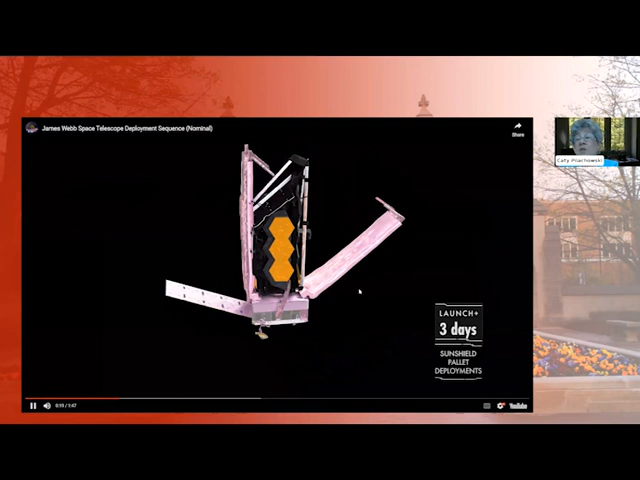 James Webb Space Telescope Deployment Sequence (Nominal)
Share
Caty Pilachowski
LAUNCH+
3 days
SUNSHIELD
PALLET
DEPLOYMENTS
0:19 / 1:47
YouTube